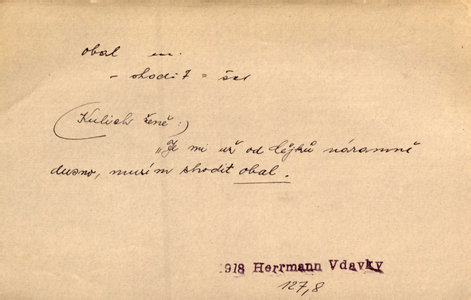 obal m.
– shodit = šat
(Kulich ženě:)
„Je mi už od lýtků náramně
dusno, musím shodit obal.
1918 Herrmann Vdavky
127,8